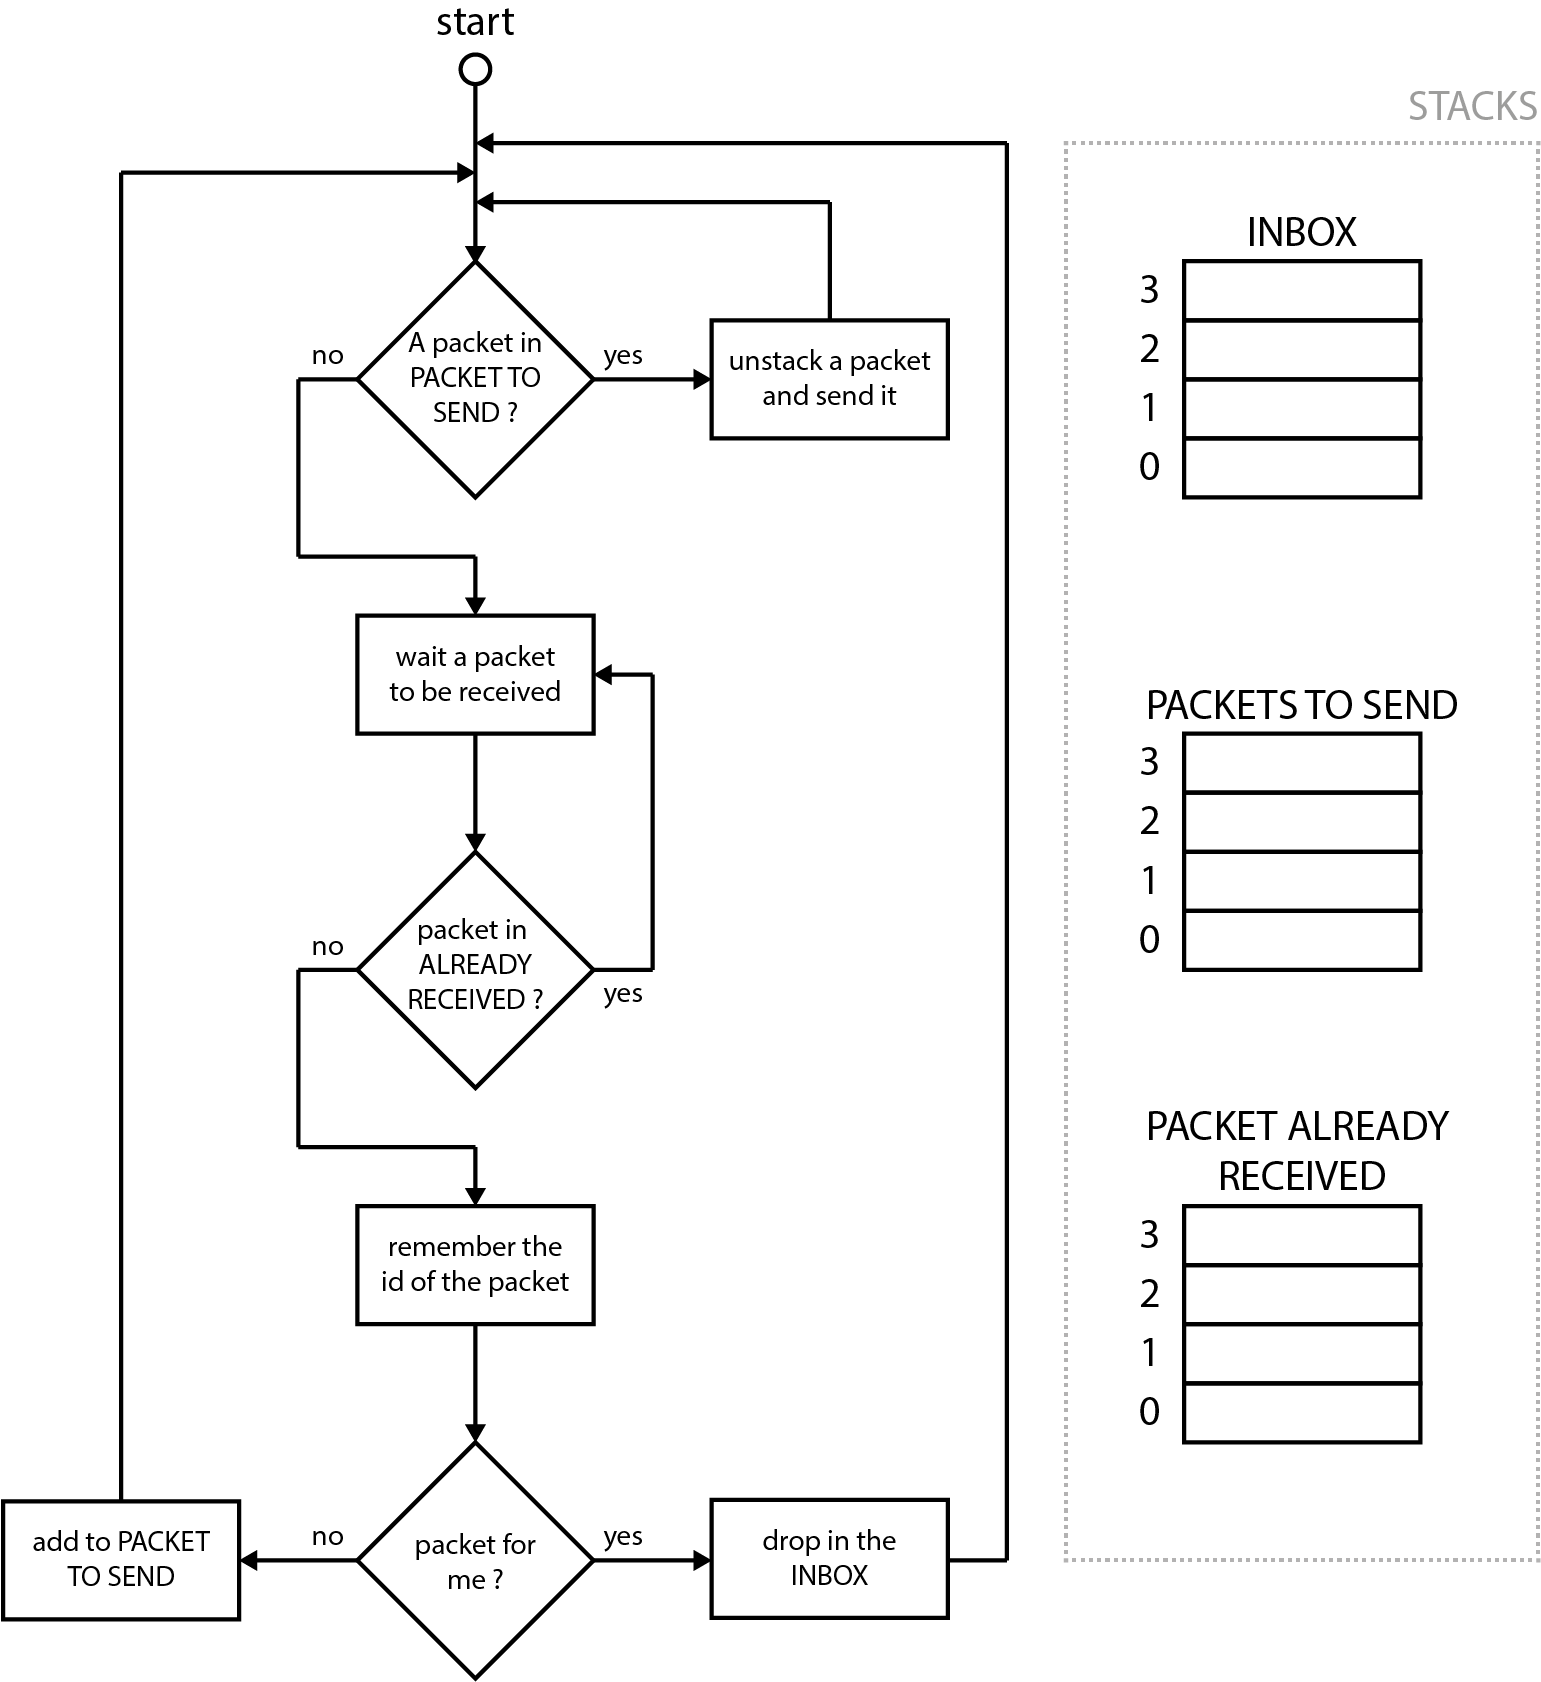 start
A packet in
PACKET TO
SEND ?
no
yes
unstack a packet
and send it
wait a packet
to be received
packet in
ALREADY
RECEIVED ?
no
yes
remember the
id of the packet
packet for
me ?
no
yes
add to PACKET
TO SEND
drop in the
INBOX
STACKS
INBOX
3
2
1
0
PACKETS TO SEND
3
2
1
0
PACKET ALREADY
RECEIVED
3
2
1
0